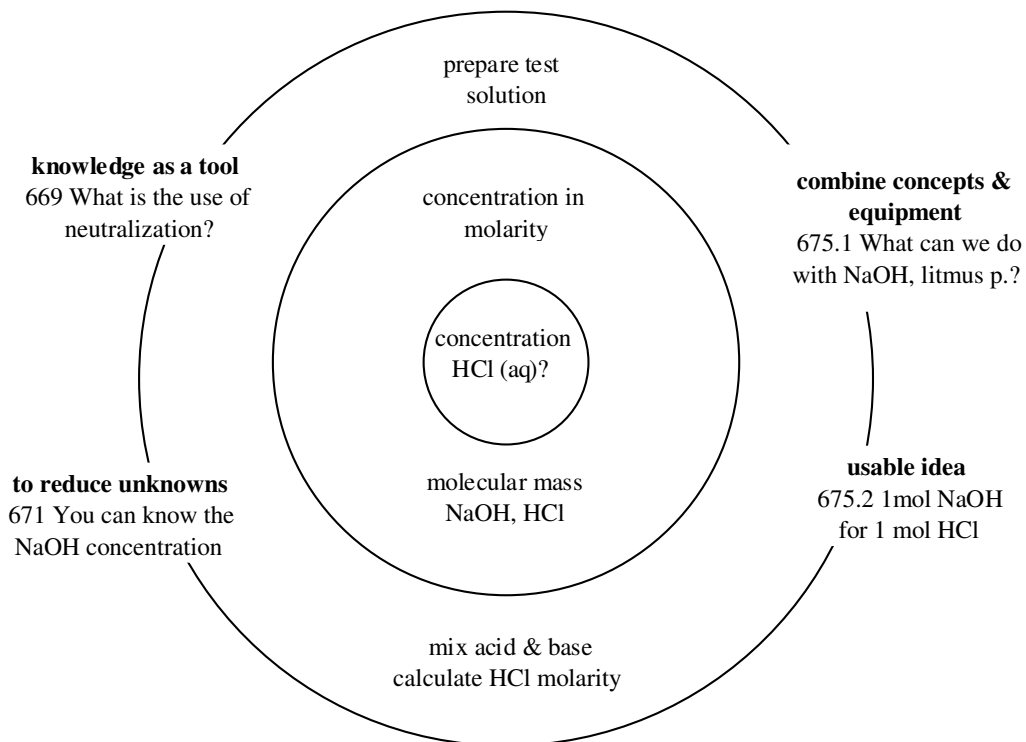 prepare test
solution
knowledge as a tool
669 What is the use of
neutralization?
combine concepts &
equipment
675.1 What can we do
with NaOH, litmus p.?
concentration in
molarity
concentration
HCl (aq)?
to reduce unknowns
671 You can know the
NaOH concentration
molecular mass
NaOH, HCl
usable idea
675.2 1mol NaOH
for 1 mol HCl
mix acid & base
calculate HCl molarity